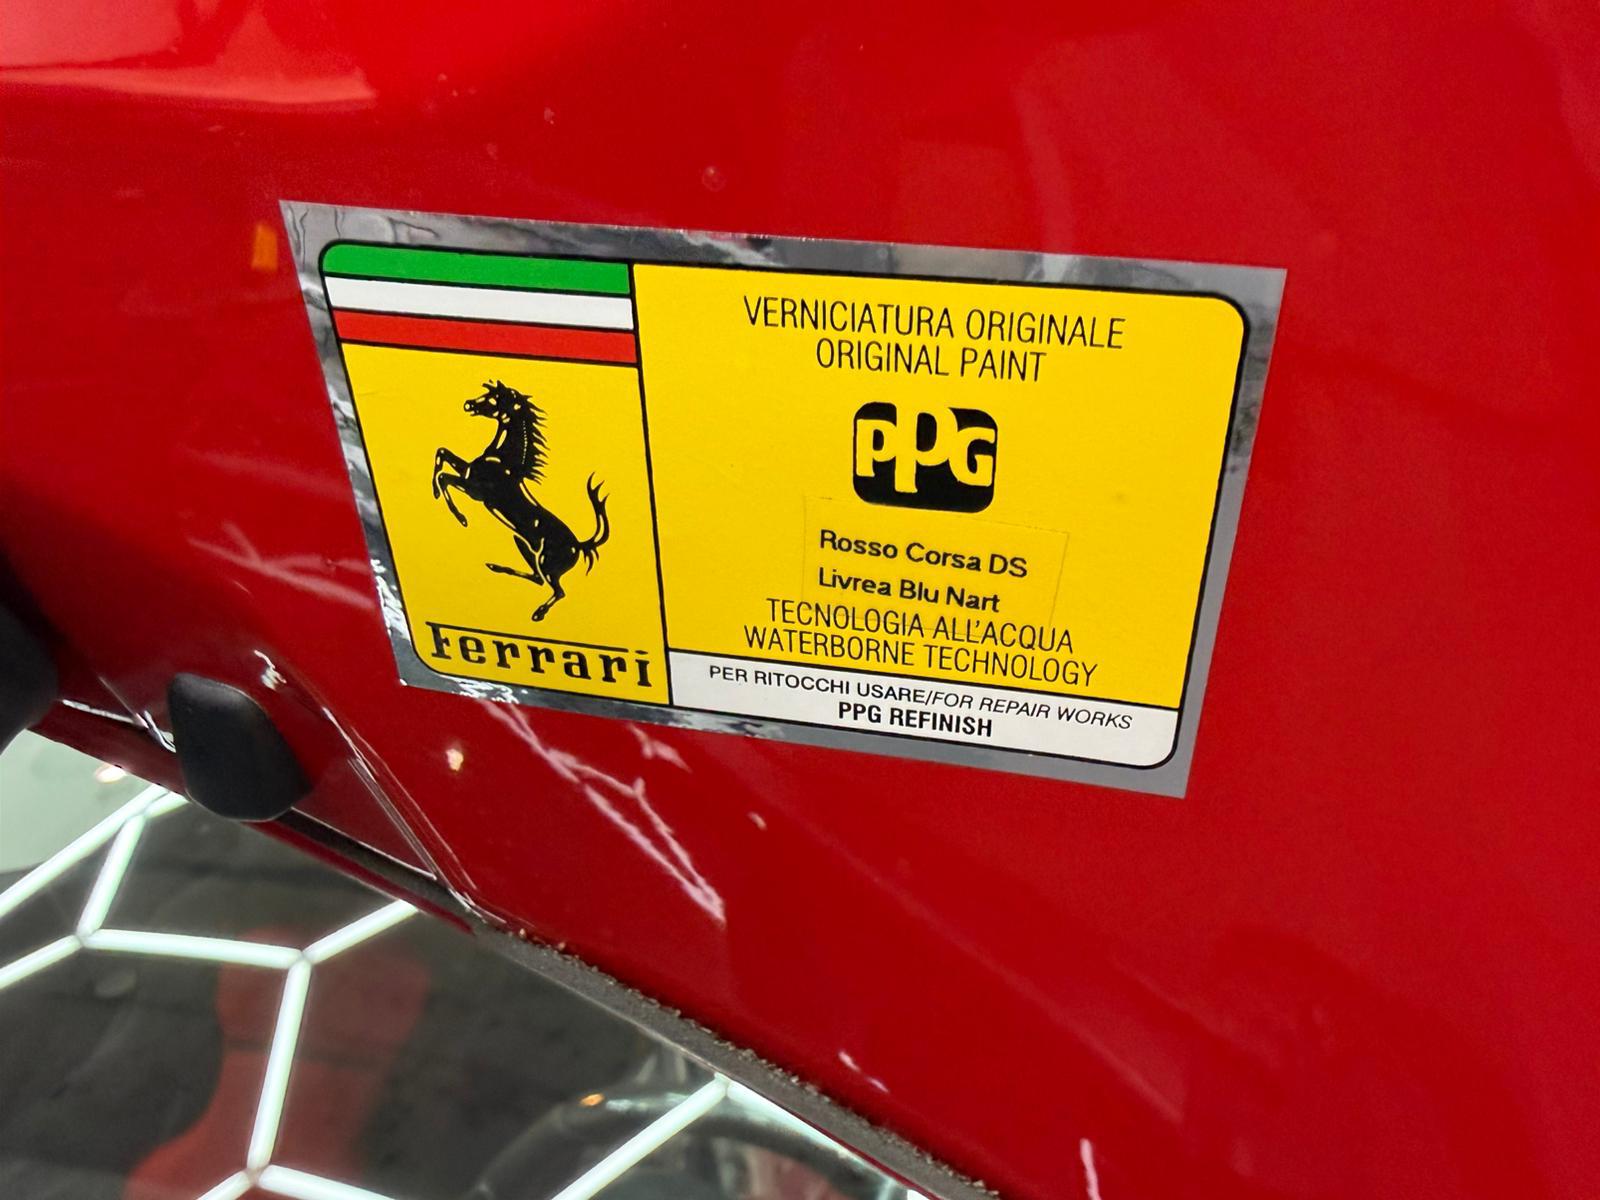 VERNICIATURA ORIGINALE
ORIGINAL PAINT
PPG
Rosso Corsa DS
Livrea Blu Nart
TECNOLOGIA ALL'ACQUA
WATERBORNE TECHNOLOGY
Ferrari
PER RITOCCHI USARE/FOR REPAIR WORKS
PPG REFINISH